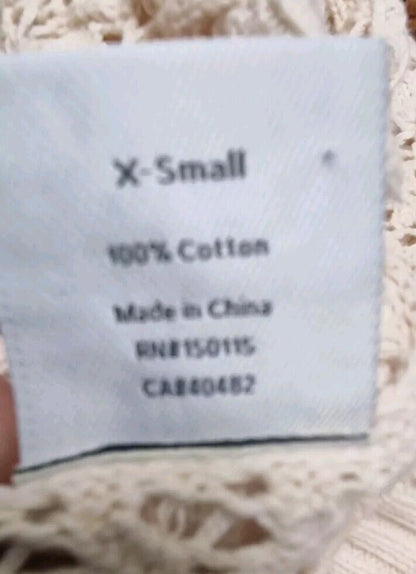 X-Small
100% Cotton
Made in China
RN#150115
CA#40482